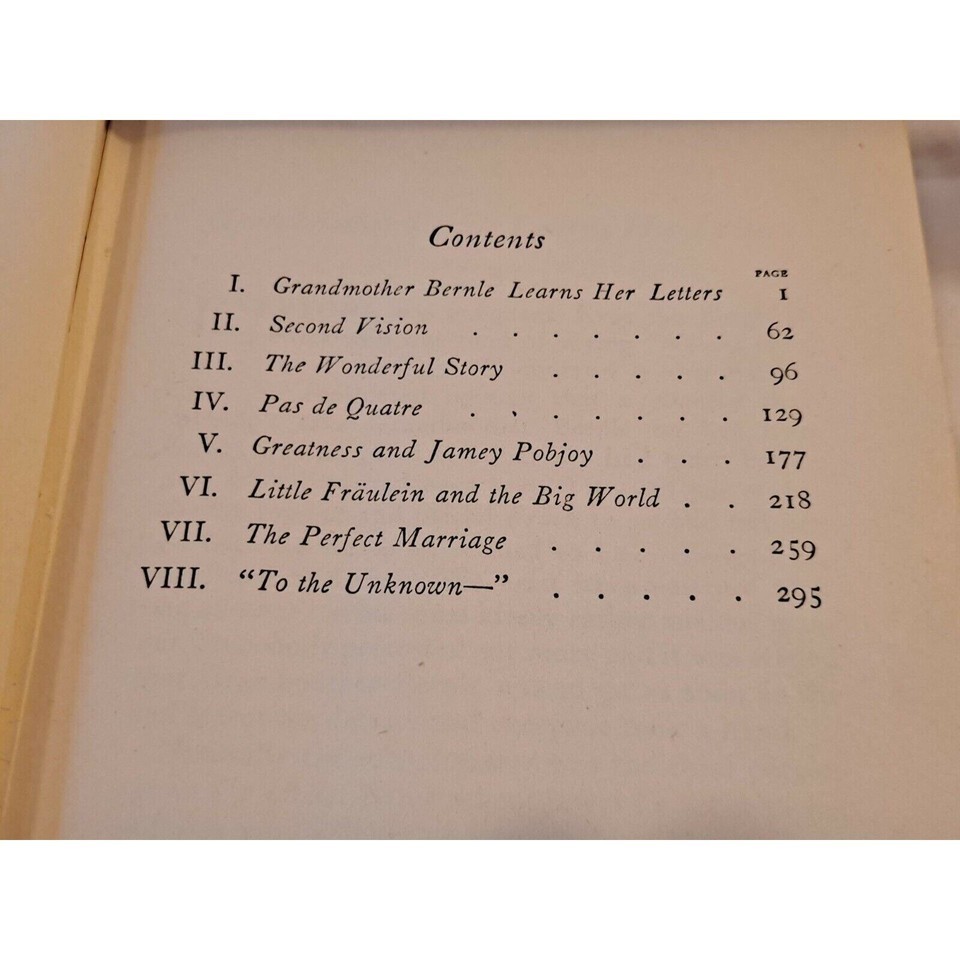 Contents
PAGE
I. Grandmother Bernle Learns Her Letters 1
II. Second Vision . . . . . . . 62
III. The Wonderful Story . . . . . 96
IV. Pas de Quatre . . . . . . . 129
V. Greatness and Jamey Pobjoy . . . 177
VI. Little Fräulein and the Big World . . 218
VII. The Perfect Marriage . . . . . 259
VIII. “To the Unknown—” . . . . . 295